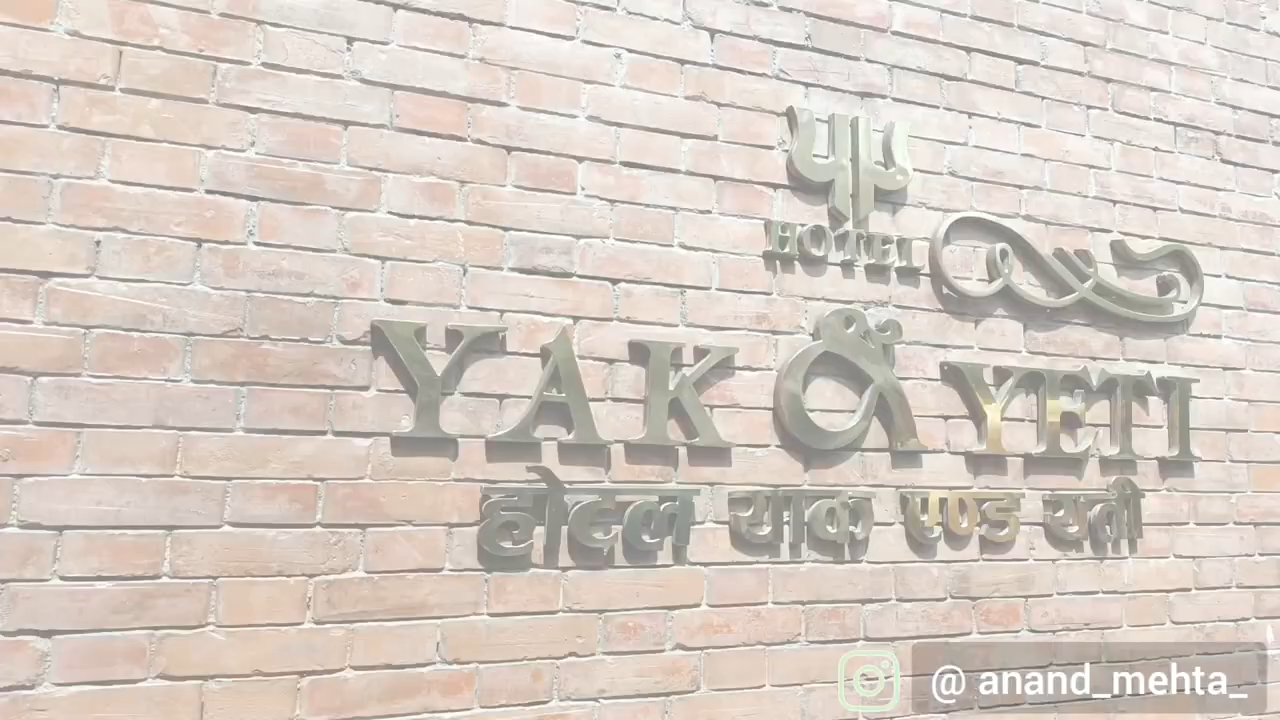 HOTEL
YAK & YETI
होटल याक एण्ड यती
@ anand_mehta_